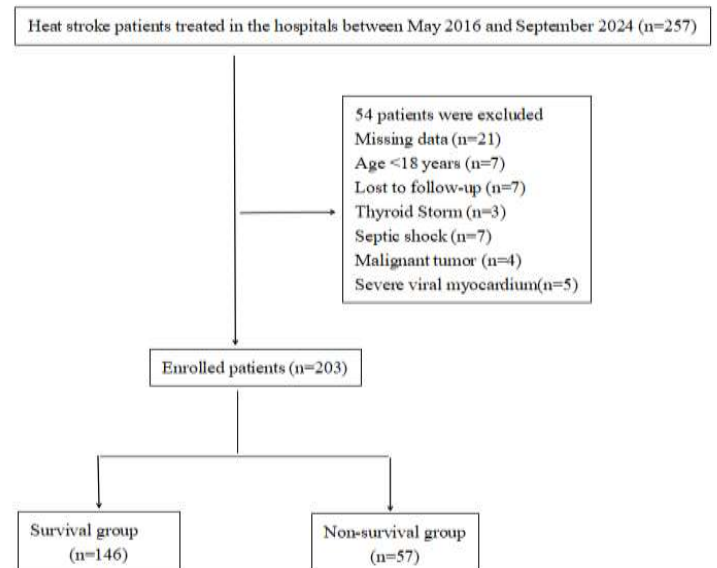 Heat stroke patients treated in the hospitals between May 2016 and September 2024 (n=257)
54 patients were excluded
Missing data (n=21)
Age <18 years (n=7)
Lost to follow-up (n=7)
Thyroid Storm (n=3)
Septic shock (n=7)
Malignant tumor (n=4)
Severe viral myocardium(n=5)
Enrolled patients (n=203)
Survival group
(n=146)
Non-survival group
(n=57)